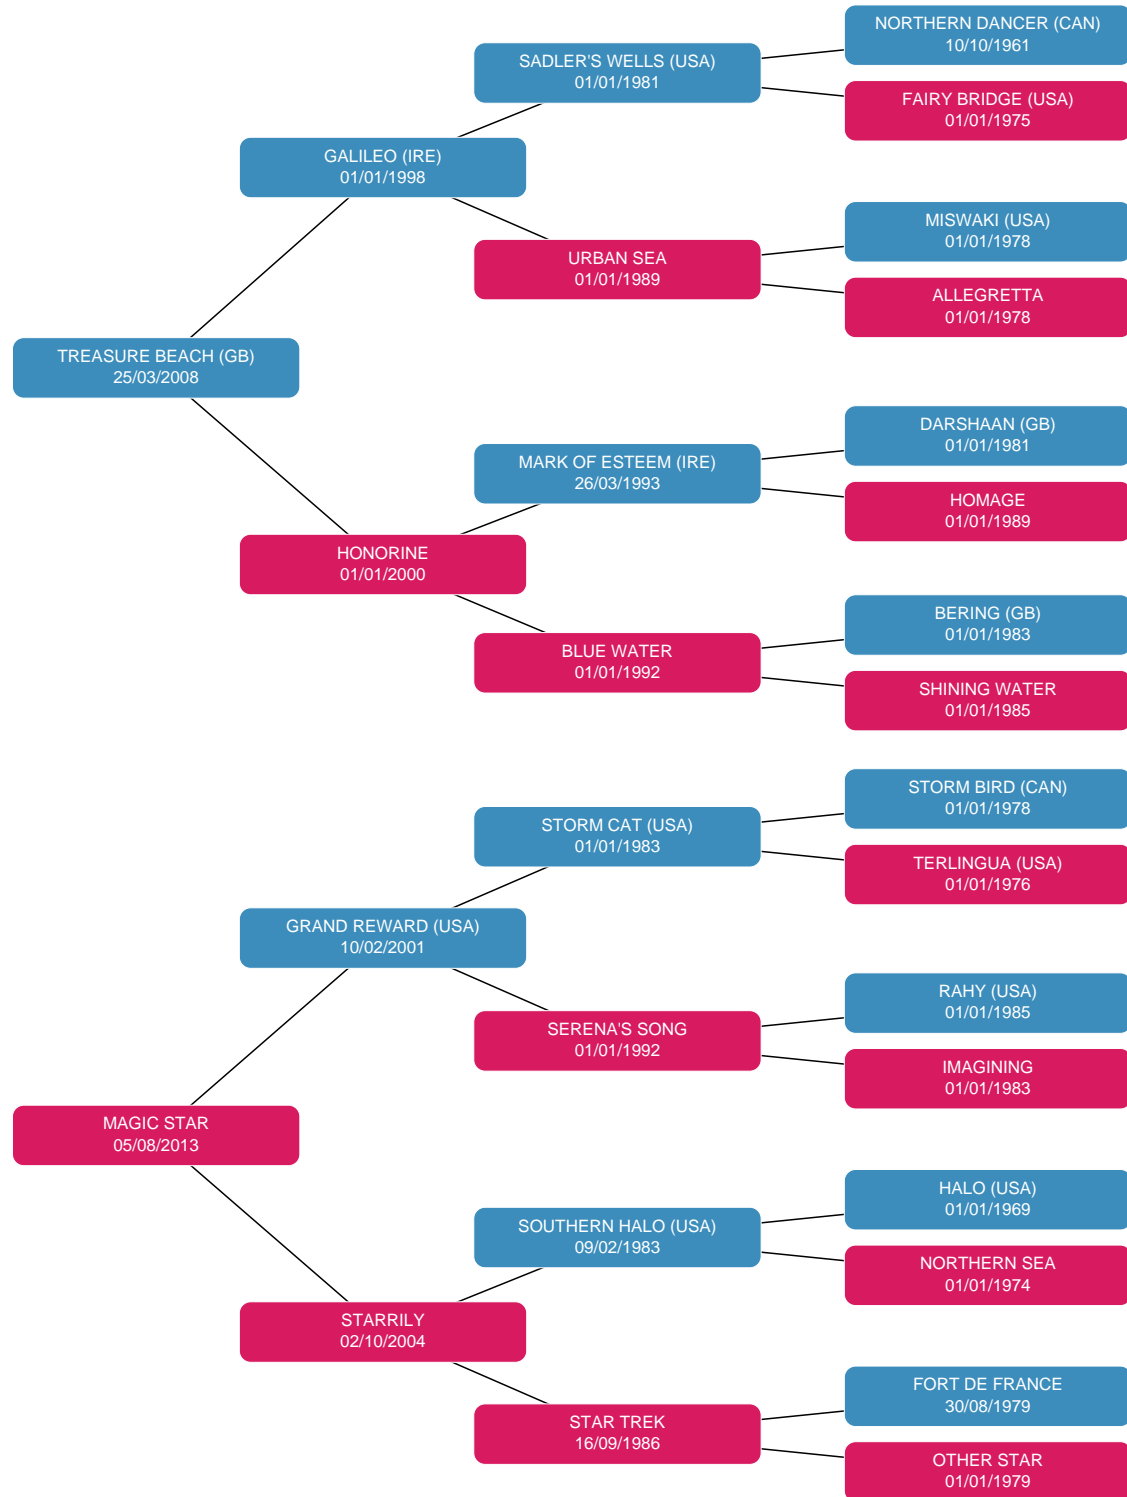 NORTHERN DANCER (CAN)
10/10/1961
SADLER'S WELLS (USA)
01/01/1981
FAIRY BRIDGE (USA)
01/01/1975
GALILEO (IRE)
01/01/1998
MISWAKI (USA)
01/01/1978
URBAN SEA
01/01/1989
ALLEGRETTA
01/01/1978
TREASURE BEACH (GB)
25/03/2008
DARSHAAN (GB)
01/01/1981
MARK OF ESTEEM (IRE)
26/03/1993
HOMAGE
01/01/1989
HONORINE
01/01/2000
BERING (GB)
01/01/1983
BLUE WATER
01/01/1992
SHINING WATER
01/01/1985
STORM BIRD (CAN)
01/01/1978
STORM CAT (USA)
01/01/1983
TERLINGUA (USA)
01/01/1976
GRAND REWARD (USA)
10/02/2001
RAHY (USA)
01/01/1985
SERENA'S SONG
01/01/1992
IMAGINING
01/01/1983
MAGIC STAR
05/08/2013
HALO (USA)
01/01/1969
SOUTHERN HALO (USA)
09/02/1983
NORTHERN SEA
01/01/1974
STARRILY
02/10/2004
FORT DE FRANCE
30/08/1979
STAR TREK
16/09/1986
OTHER STAR
01/01/1979